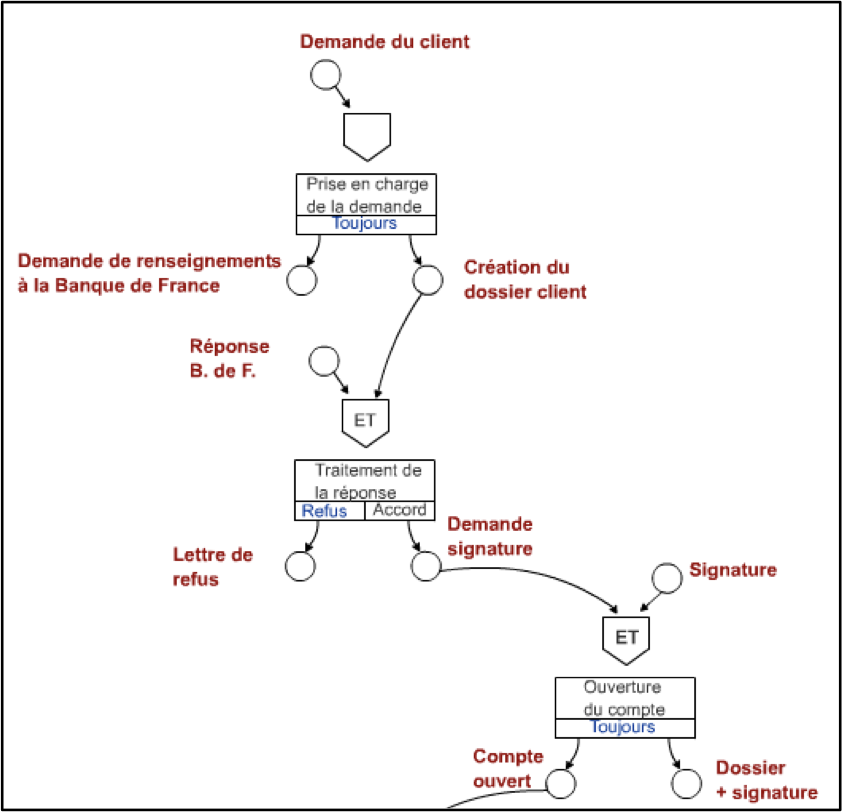 Demande du client
Prise en charge
de la demande
Toujours
Demande de renseignements
à la Banque de France
Création du
dossier client
Réponse
B. de F.
ET
Traitement de
la réponse
Refus
Accord
Lettre de
refus
Demande
signature
Signature
ET
Ouverture
du compte
Toujours
Compte
ouvert
Dossier
+ signature